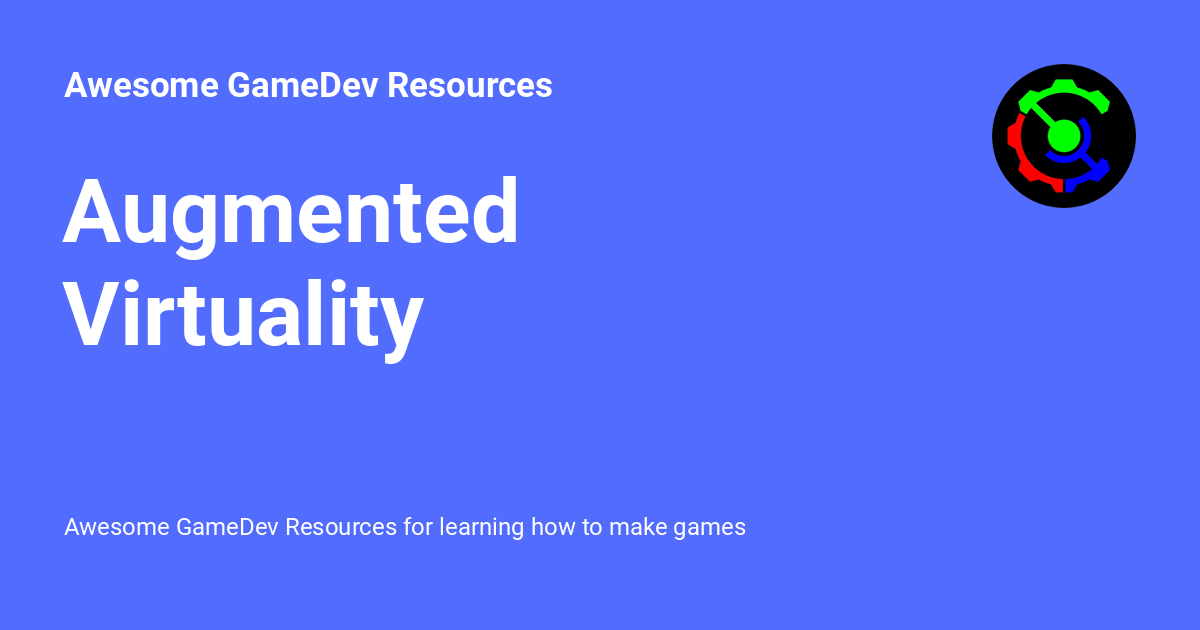 Awesome GameDev Resources
Augmented
Virtuality
Awesome GameDev Resources for learning how to make games